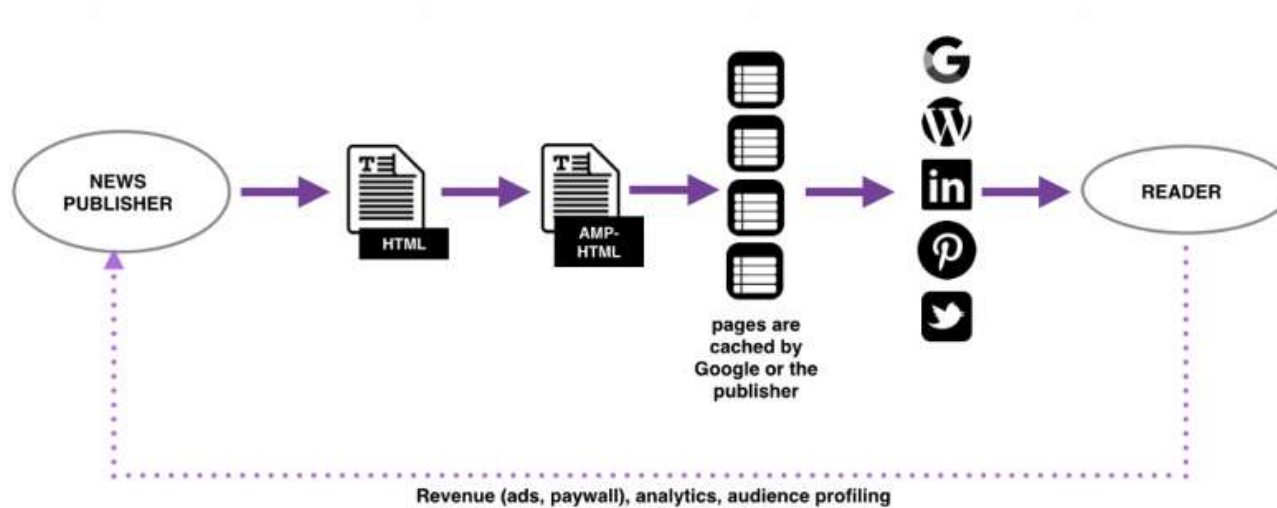 NEWS
PUBLISHER
T
HTML
T
AMP-
HTML
pages are
cached by
Google or the
publisher
G
W
in
P
READER
Revenue (ads, paywall), analytics, audience profiling